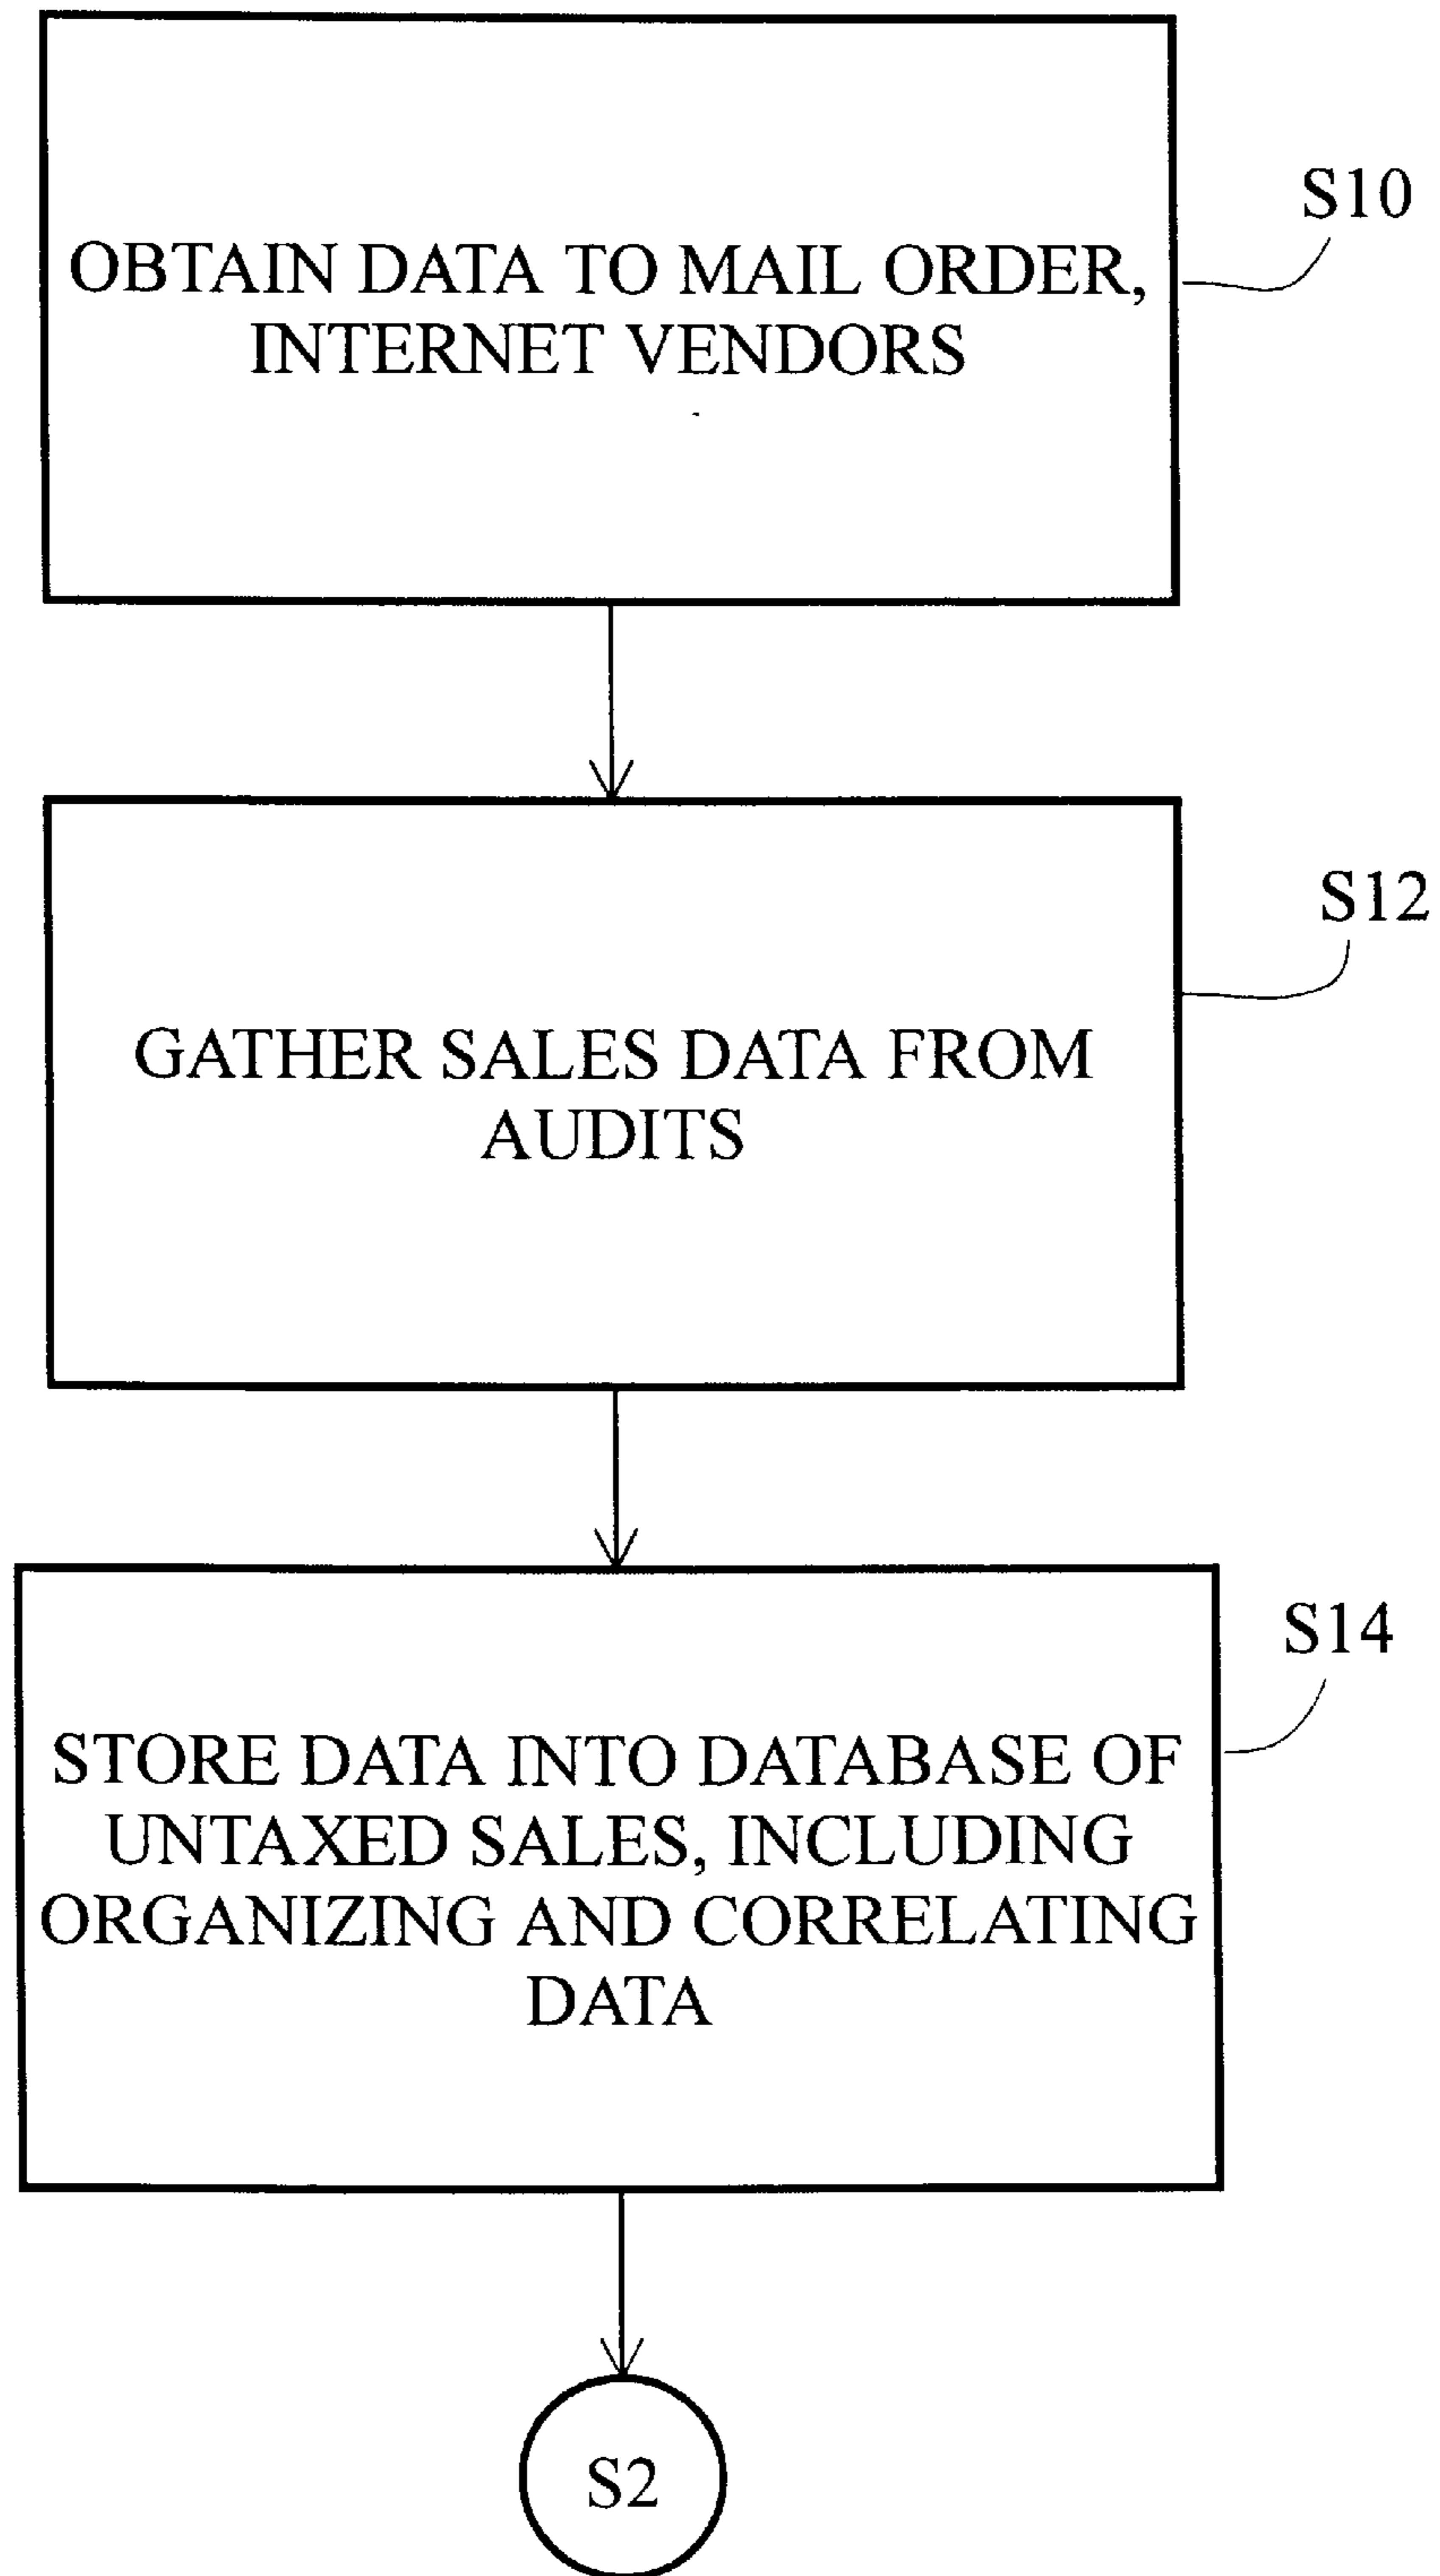 OBTAIN DATA TO MAIL ORDER,
INTERNET VENDORS
S10
GATHER SALES DATA FROM
AUDITS
S12
STORE DATA INTO DATABASE OF
UNTAXED SALES, INCLUDING
ORGANIZING AND CORRELATING
DATA
S14
S2